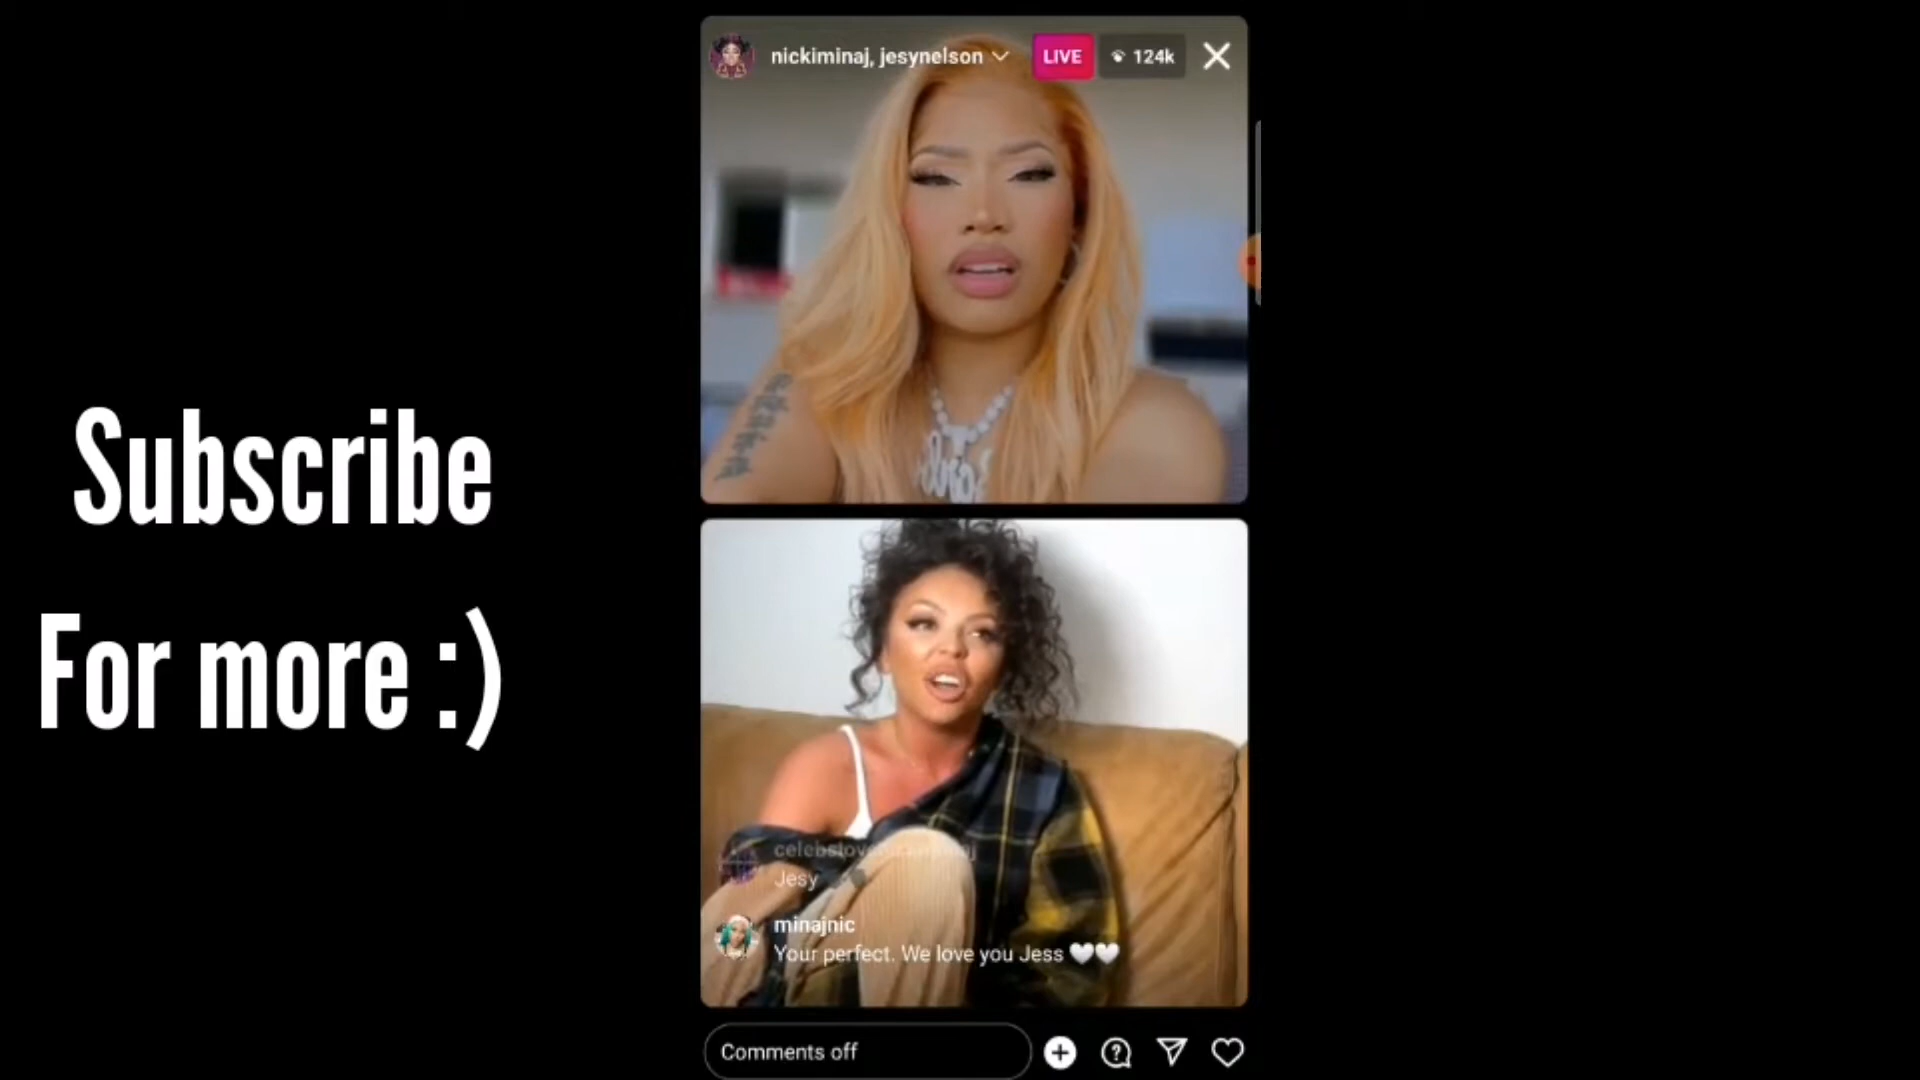 nickiminaj, jesynelson
LIVE
124k
Subscribe
For more :)
Jesy
minajnic
Your perfect. We love you Jess 🤍🤍
Comments off